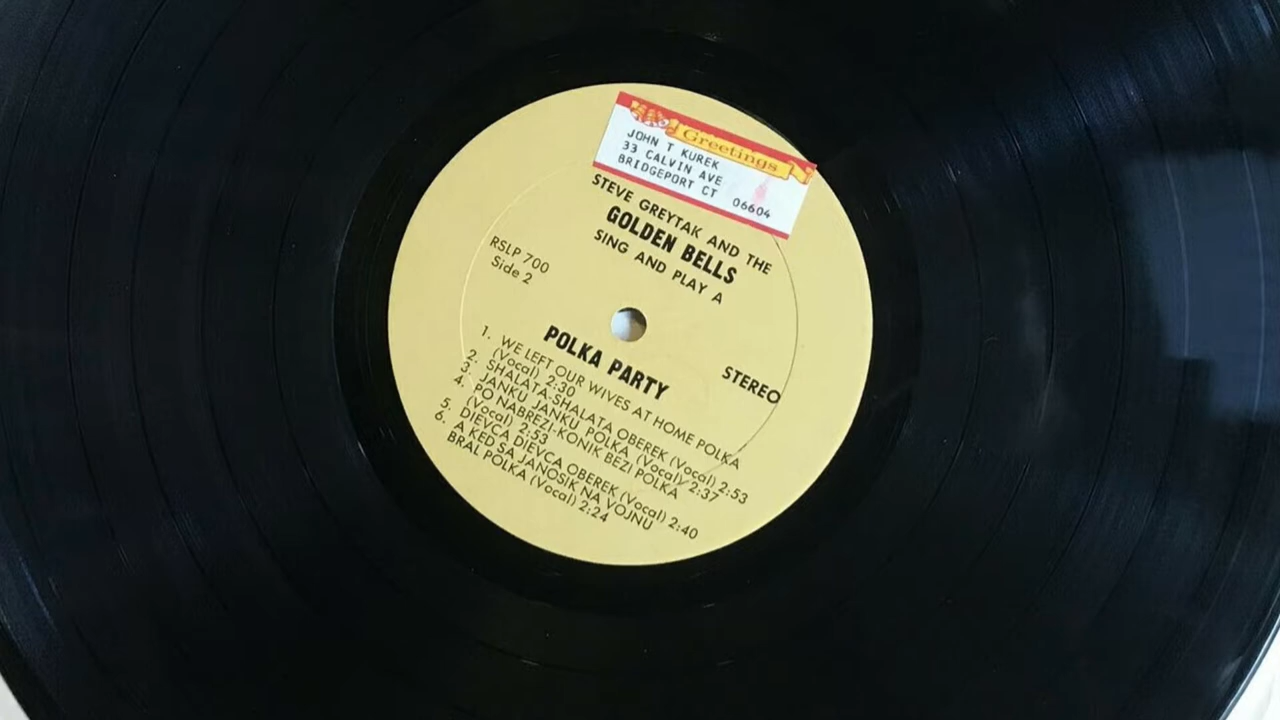 Greetings
JOHN T KUREK
33 CALVIN AVE
BRIDGEPORT CT 06604
STEVE GREYTAK AND THE
GOLDEN BELLS
SING AND PLAY A
RSLP 700
Side 2
POLKA PARTY
STEREO
1. WE LEFT OUR WIVES AT HOME POLKA
(Vocal) 2:30
2. SHALATA-SHALATA OBEREK (Vocal) 2:53
3. JANKU JANKU POLKA (Vocal) 2:37
4. PO NABREZI-KONIK BEZI POLKA
(Vocal) 2:53
5. DIEVCA DIEVCA OBEREK (Vocal) 2:40
6. A KED SA JANOSIK NA VOJNU
BRAL POLKA (Vocal) 2:24